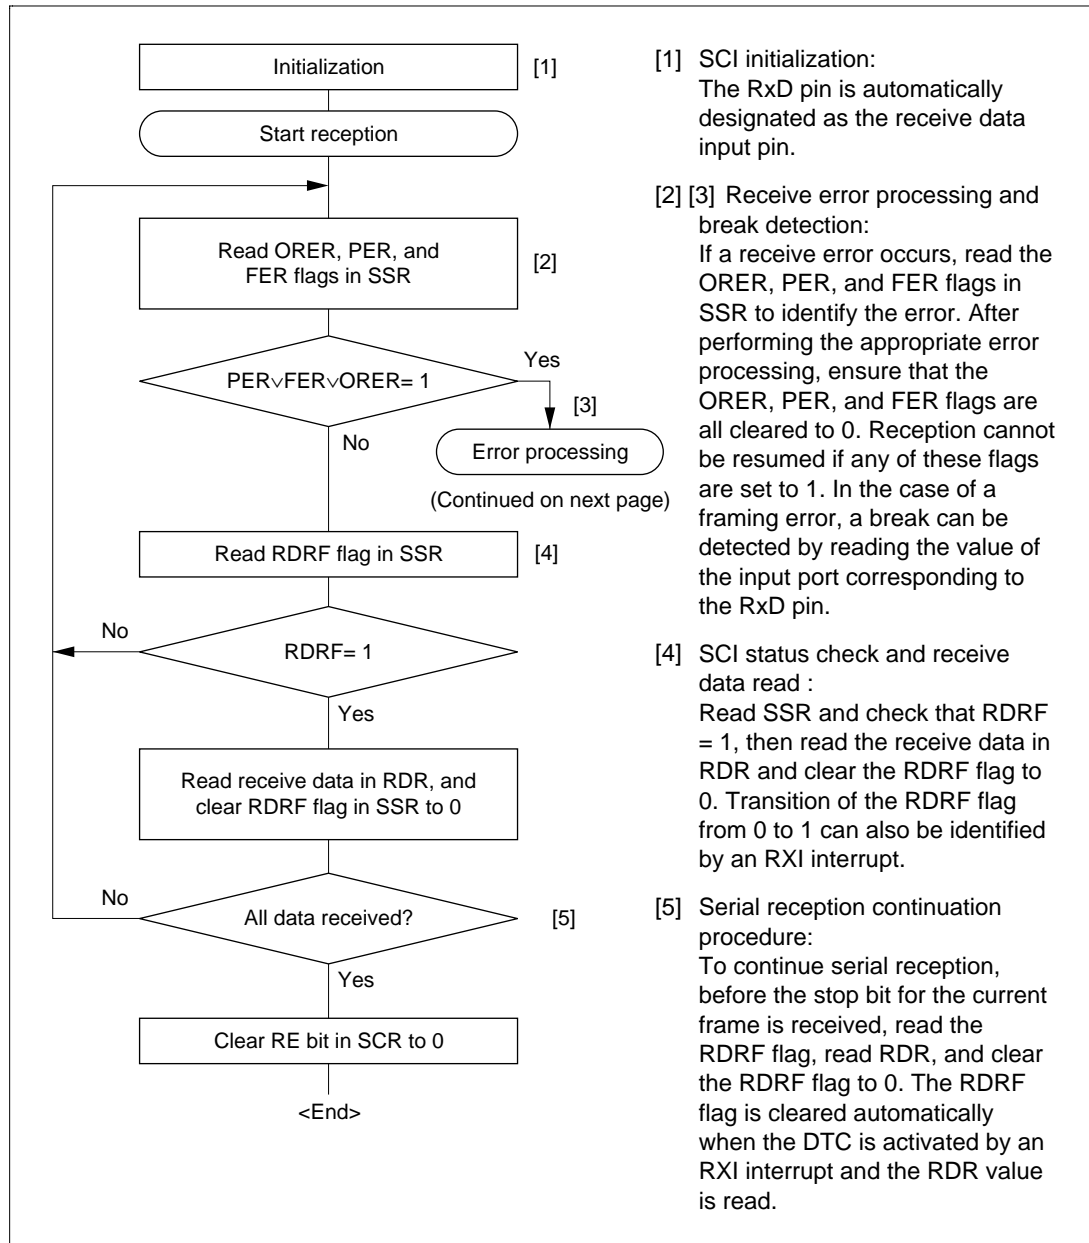 Initialization
[1]
Start reception
Read ORER, PER, and
FER flags in SSR
[2]
PER∨FER∨ORER= 1
Yes
[3]
No
Error processing
(Continued on next page)
Read RDRF flag in SSR
[4]
No
RDRF= 1
Yes
Read receive data in RDR, and
clear RDRF flag in SSR to 0
No
All data received?
[5]
Yes
Clear RE bit in SCR to 0
<End>
[1] SCI initialization:
The RxD pin is automatically
designated as the receive data
input pin.
[2] [3] Receive error processing and
break detection:
If a receive error occurs, read the
ORER, PER, and FER flags in
SSR to identify the error. After
performing the appropriate error
processing, ensure that the
ORER, PER, and FER flags are
all cleared to 0. Reception cannot
be resumed if any of these flags
are set to 1. In the case of a
framing error, a break can be
detected by reading the value of
the input port corresponding to
the RxD pin.
[4] SCI status check and receive
data read :
Read SSR and check that RDRF
= 1, then read the receive data in
RDR and clear the RDRF flag to
0. Transition of the RDRF flag
from 0 to 1 can also be identified
by an RXI interrupt.
[5] Serial reception continuation
procedure:
To continue serial reception,
before the stop bit for the current
frame is received, read the
RDRF flag, read RDR, and clear
the RDRF flag to 0. The RDRF
flag is cleared automatically
when the DTC is activated by an
RXI interrupt and the RDR value
is read.